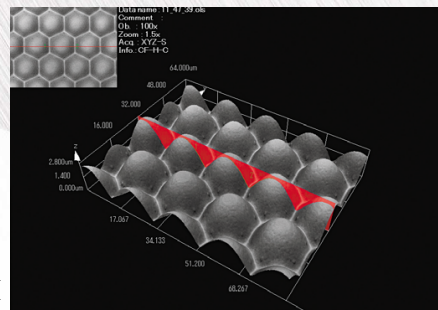 Data name : 11_47_39.ols
Comment :
Ob. : 100x
Zoom : 1.5x
Acq. : XYZ-S
Info. : CF-H-C
64.000um
48.000
32.000
16.000
z
2.800um
1.400
0.000um
17.067
34.133
51.200
68.267